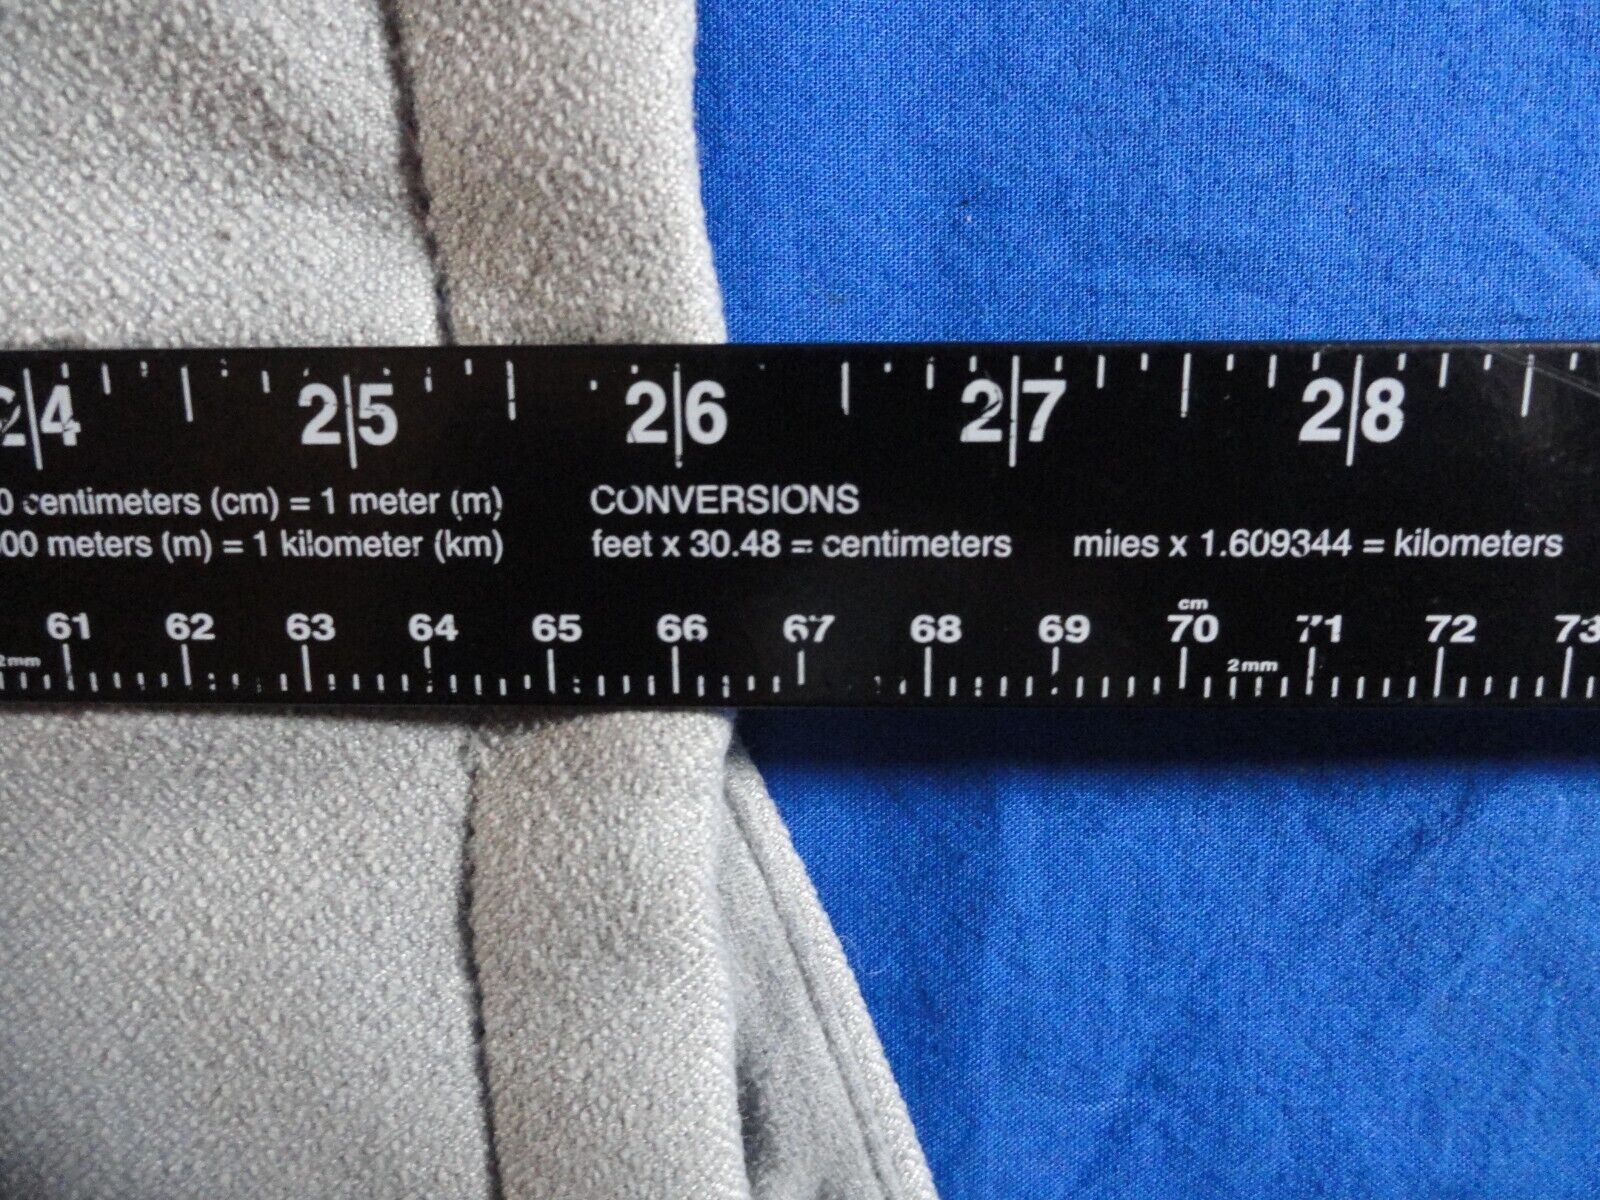 24 25 26 27 28
0 centimeters (cm) = 1 meter (m) CONVERSIONS
00 meters (m) = 1 kilometer (km) feet x 30.48 = centimeters miles x 1.609344 = kilometers
cm
61 62 63 64 65 66 67 68 69 70 71 72 73
2mm 2mm